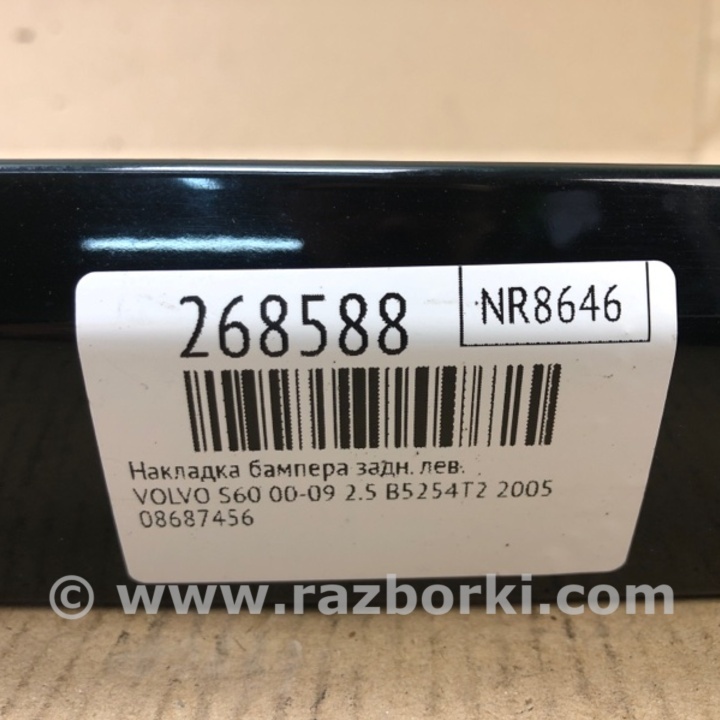 268588
NR8646
Накладка бампера задн. лев.
VOLVO S60 00-09 2.5 B5254T2 2005
08687456
© www.razborki.com